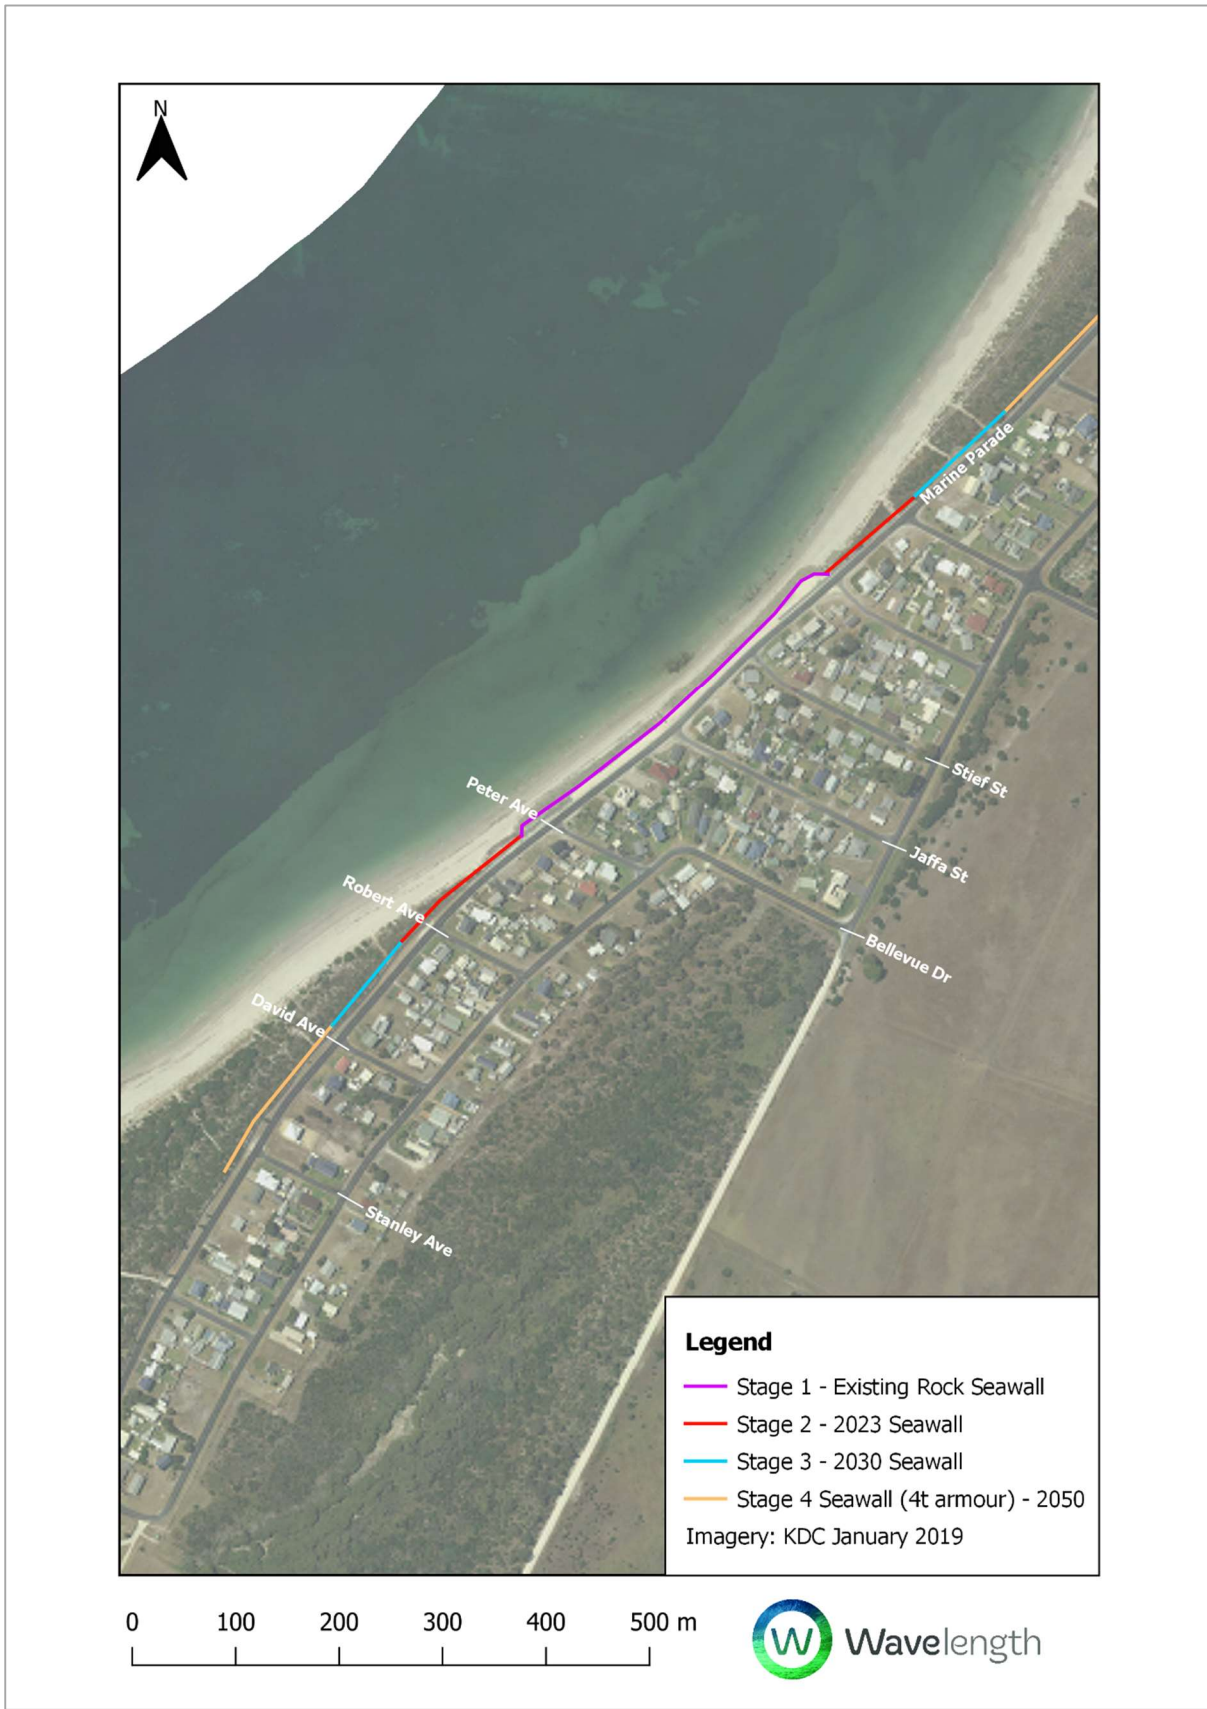 N
Marine Parade
Peter Ave
Stief St
Jaffa St
Robert Ave
Bellevue Dr
David Ave
Stanley Ave
Legend
Stage 1 - Existing Rock Seawall
Stage 2 - 2023 Seawall
Stage 3 - 2030 Seawall
Stage 4 Seawall (4t armour) - 2050
Imagery: KDC January 2019
0 100 200 300 400 500 m
W Wavelength